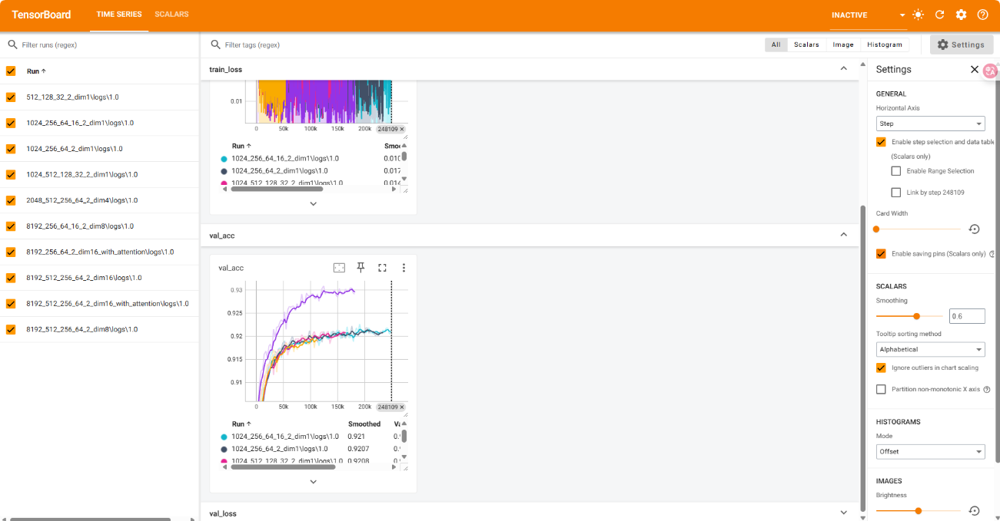 TensorBoard TIME SERIES SCALARS INACTIVE
Filter runs (regex)
Run
512_128_32_2_dim1\logs\1.0
1024_256_64_16_2_dim1\logs\1.0
1024_256_64_2_dim1\logs\1.0
1024_512_128_32_2_dim1\logs\1.0
2048_512_256_64_2_dim4\logs\1.0
8192_256_64_16_2_dim8\logs\1.0
8192_256_64_2_dim16_with_attention\logs\1.0
8192_512_256_64_2_dim16\logs\1.0
8192_512_256_64_2_dim16_with_attention\logs\1.0
8192_512_256_64_2_dim8\logs\1.0
Filter tags (regex)
All Scalars Image Histogram Settings
train_loss
0.01
0 50k 100k 150k 200k 248109
Run Smo
1024_256_64_16_2_dim1\logs\1.0 0.010
1024_256_64_2_dim1\logs\1.0 0.017
1024_512_128_32_2_dim1\logs\1.0 0.014
val_acc
val_acc
0.93
0.925
0.92
0.915
0.91
0 50k 100k 150k 200k 248109
Run Smoothed Va
1024_256_64_16_2_dim1\logs\1.0 0.921 0.
1024_256_64_2_dim1\logs\1.0 0.9207 0.
1024_512_128_32_2_dim1\logs\1.0 0.9208 0.
val_loss
Settings
GENERAL
Horizontal Axis
Step
Enable step selection and data table
(Scalars only)
Enable Range Selection
Link by step 248109
Card Width
Enable saving pins (Scalars only)
SCALARS
Smoothing
0.6
Tooltip sorting method
Alphabetical
Ignore outliers in chart scaling
Partition non-monotonic X axis
HISTOGRAMS
Mode
Offset
IMAGES
Brightness